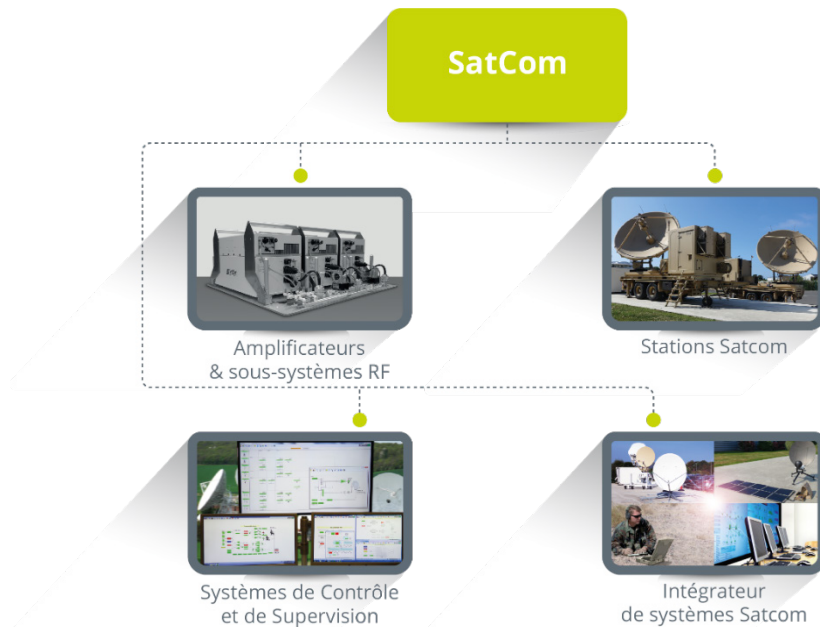 SatCom
Amplificateurs
& sous-systèmes RF
Stations Satcom
Systèmes de Contrôle
et de Supervision
Intégrateur
de systèmes Satcom